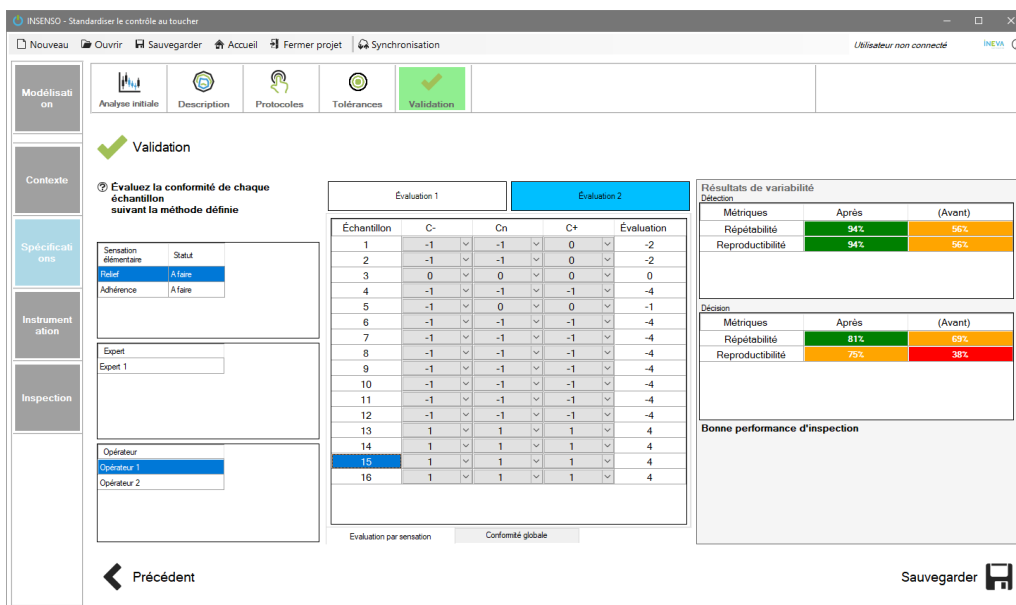 INSENSO - Standardiser le contrôle au toucher
Nouveau Ouvrir Sauvegarder Accueil Fermer projet Synchronisation Utilisateur non connecté INEVA
Modélisati
on
Analyse initiale Description Protocoles Tolérances Validation
Validation
Contexte
Spécificati
ons
Instrument
ation
Inspection
? Évaluez la conformité de chaque
échantillon
suivant la méthode définie
Sensation
élémentaire Statut
Relief A faire
Adhérence A faire
Expert
Expert 1
Opérateur
Opérateur 1
Opérateur 2
Évaluation 1 Évaluation 2
Échantillon C- Cn C+ Évaluation
1 -1 -1 0 -2
2 -1 -1 0 -2
3 0 0 0 0
4 -1 -1 -1 -4
5 -1 0 0 -1
6 -1 -1 -1 -4
7 -1 -1 -1 -4
8 -1 -1 -1 -4
9 -1 -1 -1 -4
10 -1 -1 -1 -4
11 -1 -1 -1 -4
12 -1 -1 -1 -4
13 1 1 1 4
14 1 1 1 4
15 1 1 1 4
16 1 1 1 4
Evaluation par sensation Conformité globale
Résultats de variabilité
Détection
Métriques Après (Avant)
Répétabilité 94% 56%
Reproductibilité 94% 56%
Décision
Métriques Après (Avant)
Répétabilité 81% 69%
Reproductibilité 75% 38%
Bonne performance d'inspection
Précédent
Sauvegarder